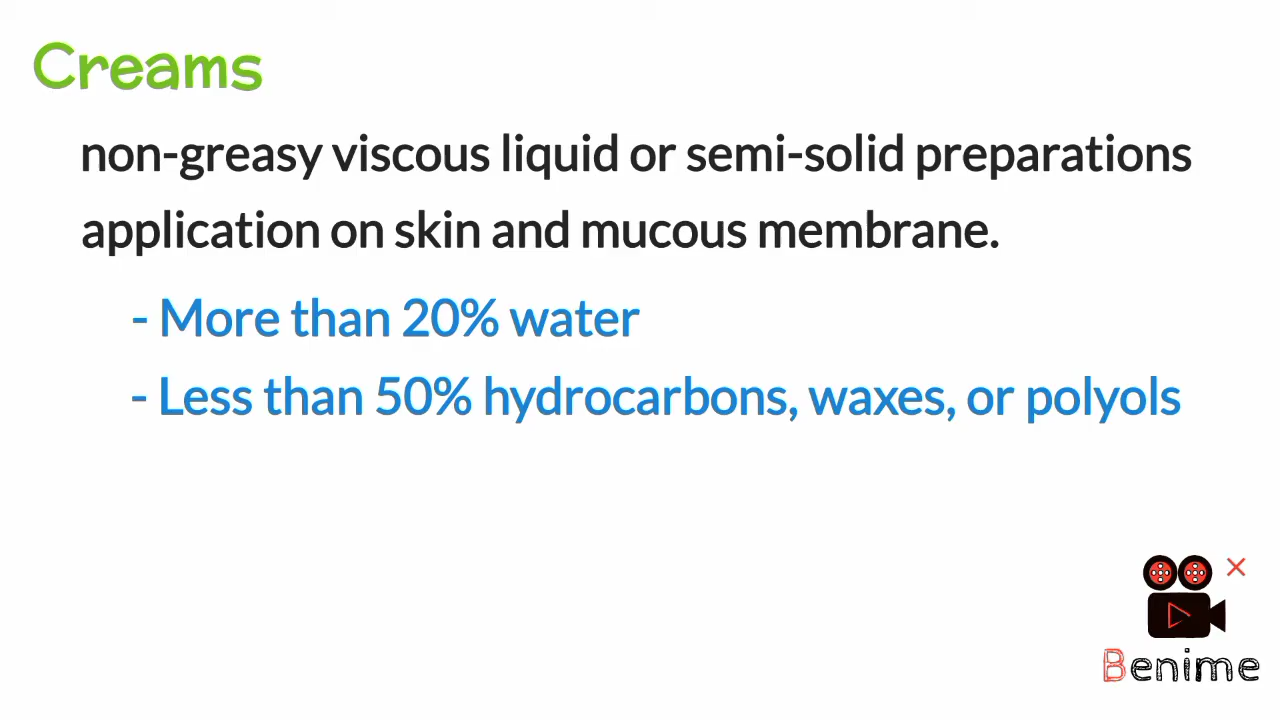 Creams
non-greasy viscous liquid or semi-solid preparations
application on skin and mucous membrane.
- More than 20% water
- Less than 50% hydrocarbons, waxes, or polyols
Benime